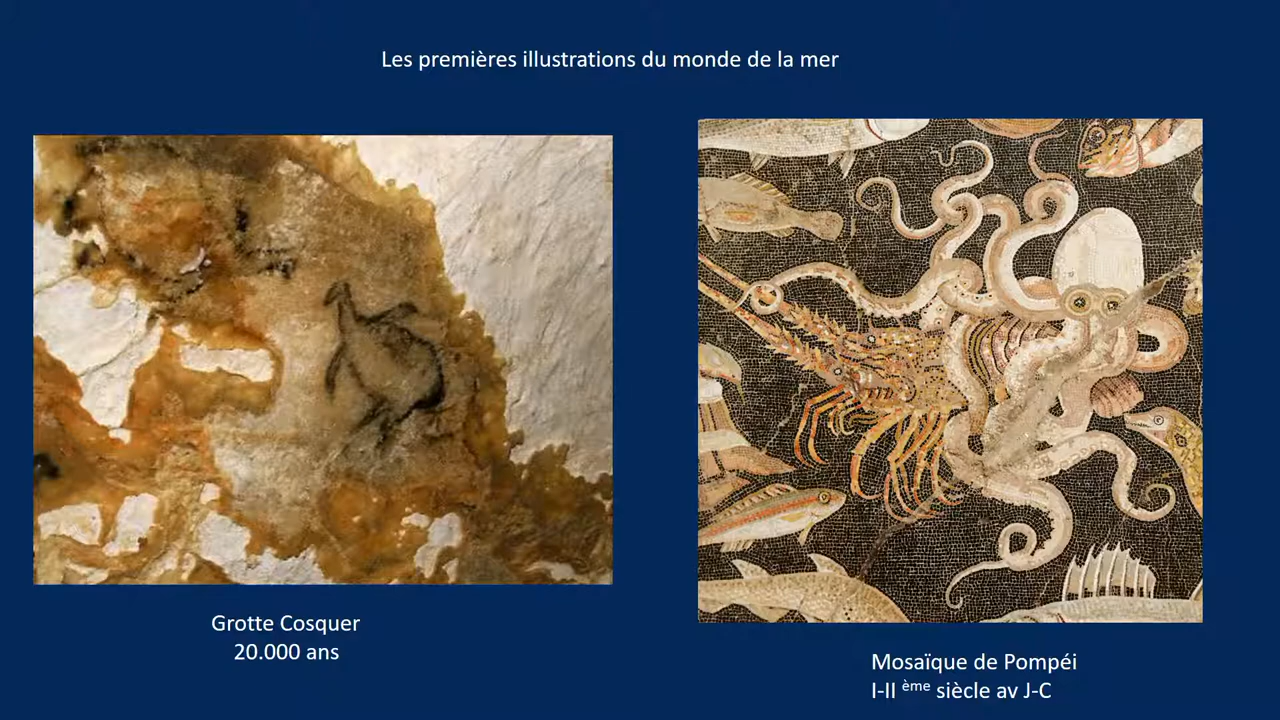 Les premières illustrations du monde de la mer
Grotte Cosquer
20.000 ans
Mosaïque de Pompéi
I-II ème siècle av J-C